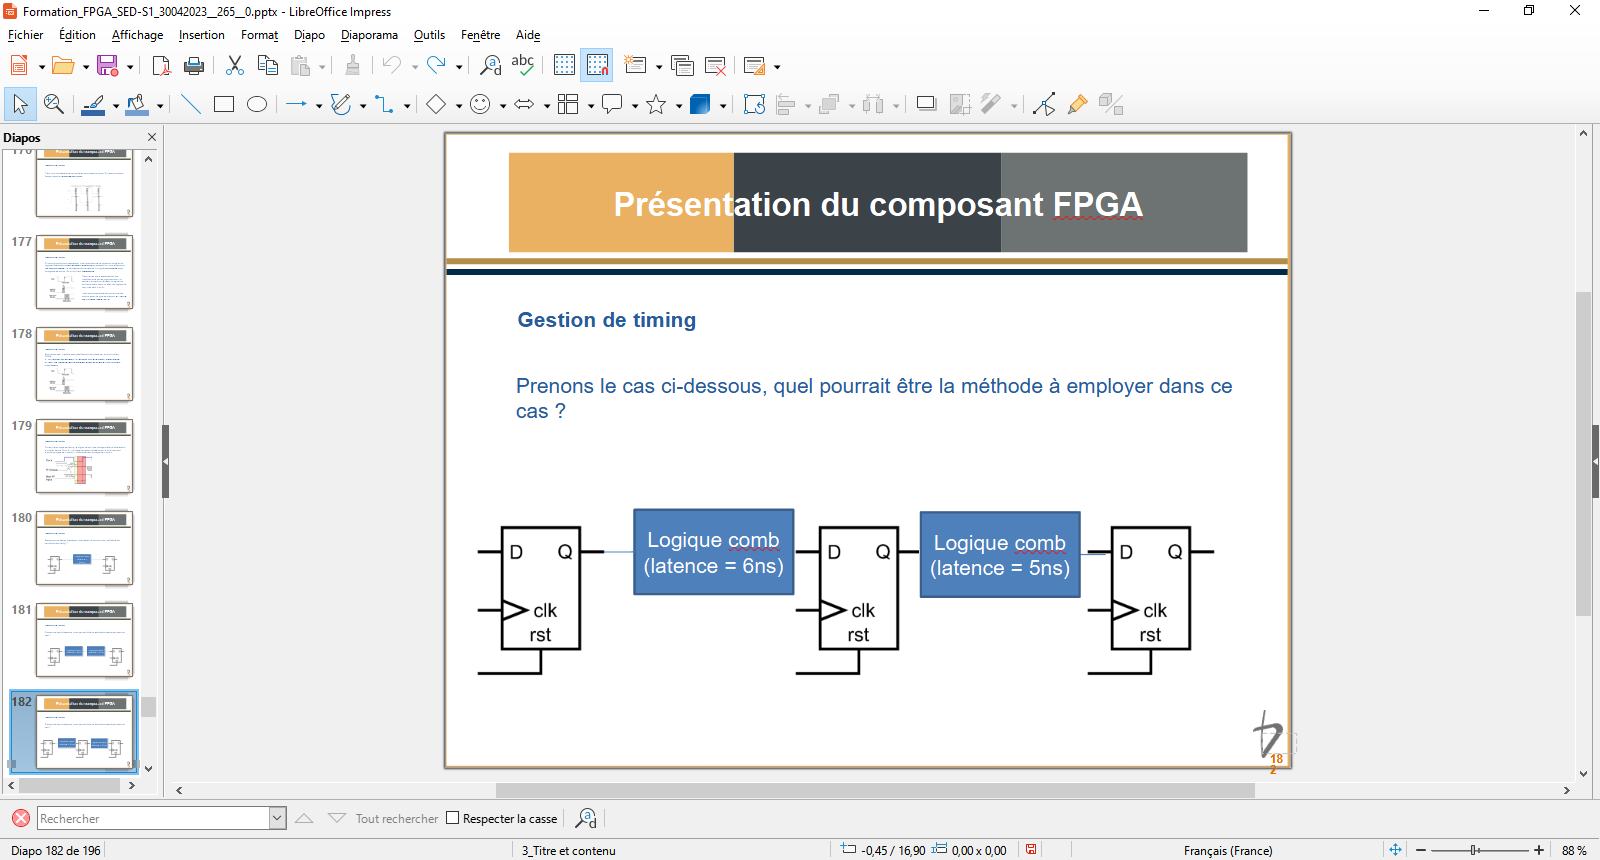 Formation_FPGA_SED-S1_30042023__265__0.pptx - LibreOffice Impress
Fichier Édition Affichage Insertion Format Diapo Diaporama Outils Fenêtre Aide
Diapos
177
178
179
180
181
182
Présentation du composant FPGA
Gestion de timing
Prenons le cas ci-dessous, quel pourrait être la méthode à employer dans ce
cas ?
D Q
clk
rst
Logique comb
(latence = 6ns)
D Q
clk
rst
Logique comb
(latence = 5ns)
D Q
clk
rst
18
2
Rechercher
Tout rechercher
Respecter la casse
Diapo 182 de 196
3_Titre et contenu
-0,45 / 16,90
0,00 x 0,00
Français (France)
88 %